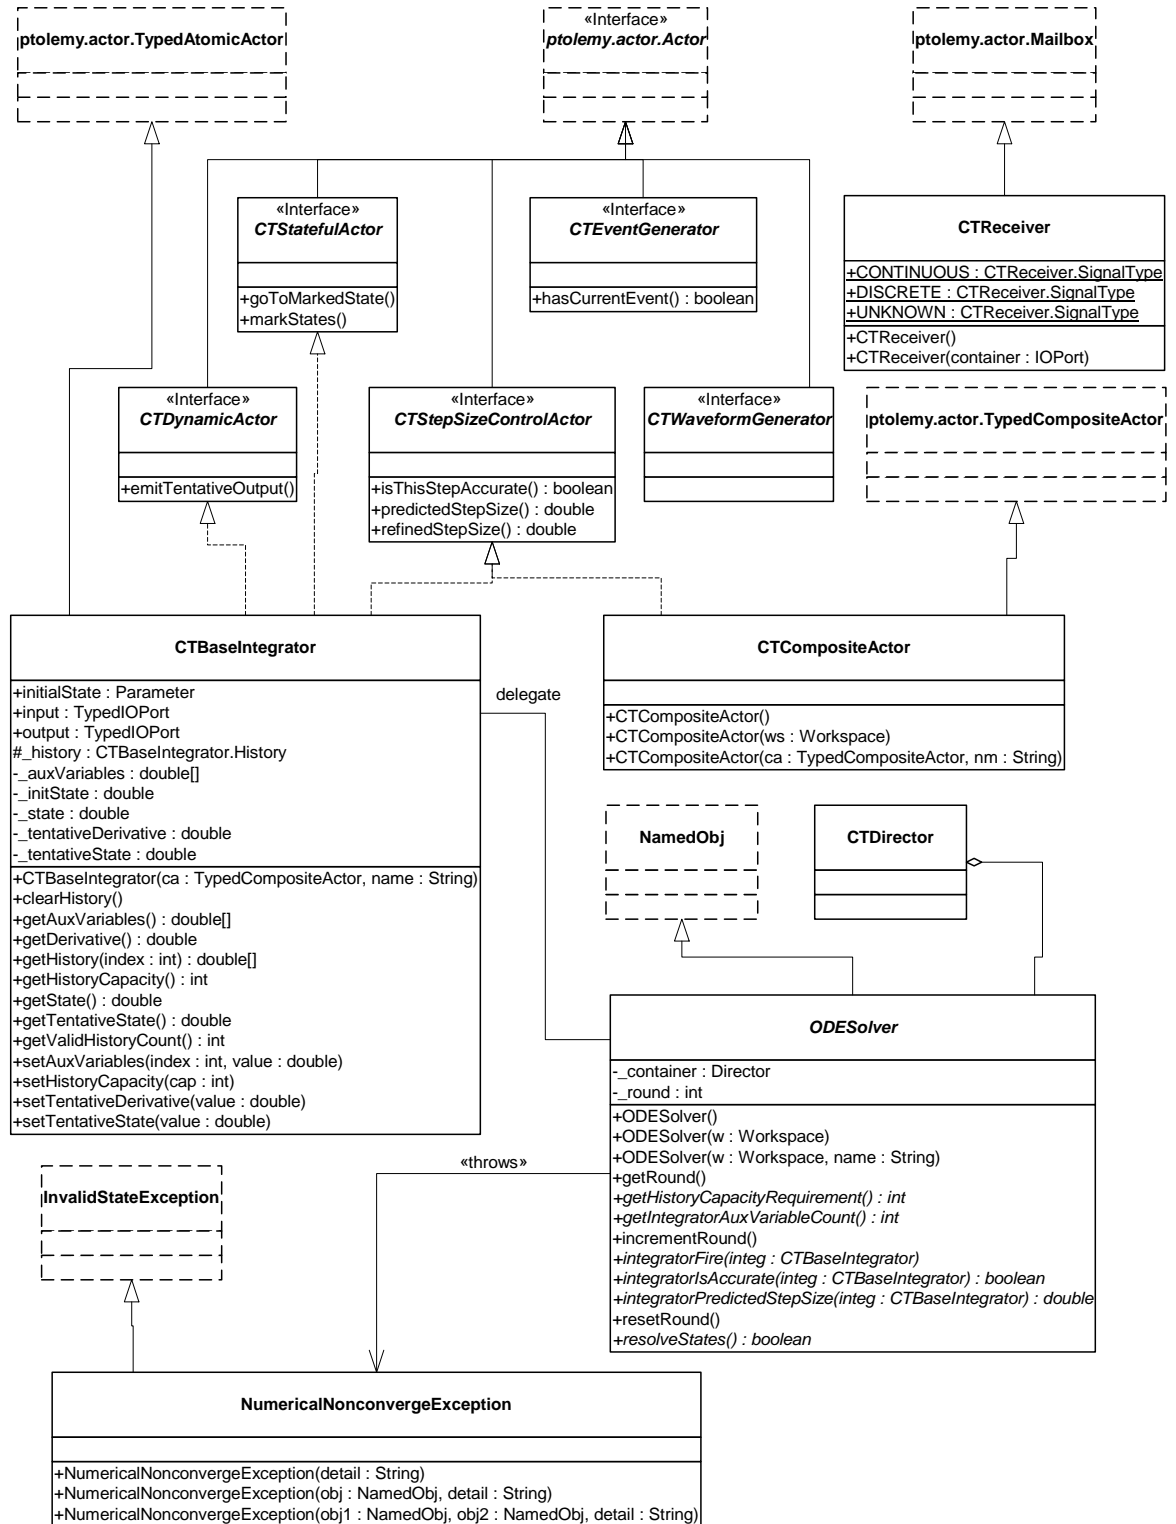 ptolemy.actor.TypedAtomicActor
«Interface»
ptolemy.actor.Actor
ptolemy.actor.Mailbox
«Interface»
CTStatefulActor
+goToMarkedState()
+markStates()
«Interface»
CTEventGenerator
+hasCurrentEvent() : boolean
CTReceiver
+CONTINUOUS : CTReceiver.SignalType
+DISCRETE : CTReceiver.SignalType
+UNKNOWN : CTReceiver.SignalType
+CTReceiver()
+CTReceiver(container : IOPort)
«Interface»
CTDynamicActor
+emitTentativeOutput()
«Interface»
CTStepSizeControlActor
+isThisStepAccurate() : boolean
+predictedStepSize() : double
+refinedStepSize() : double
«Interface»
CTWaveformGenerator
ptolemy.actor.TypedCompositeActor
CTBaseIntegrator
+initialState : Parameter
+input : TypedIOPort
+output : TypedIOPort
#_history : CTBaseIntegrator.History
-_auxVariables : double[]
-_initState : double
-_state : double
-_tentativeDerivative : double
-_tentativeState : double
+CTBaseIntegrator(ca : TypedCompositeActor, name : String)
+clearHistory()
+getAuxVariables() : double[]
+getDerivative() : double
+getHistory(index : int) : double[]
+getHistoryCapacity() : int
+getState() : double
+getTentativeState() : double
+getValidHistoryCount() : int
+setAuxVariables(index : int, value : double)
+setHistoryCapacity(cap : int)
+setTentativeDerivative(value : double)
+setTentativeState(value : double)
delegate
CTCompositeActor
+CTCompositeActor()
+CTCompositeActor(ws : Workspace)
+CTCompositeActor(ca : TypedCompositeActor, nm : String)
NamedObj
CTDirector
ODESolver
-_container : Director
-_round : int
+ODESolver()
+ODESolver(w : Workspace)
+ODESolver(w : Workspace, name : String)
+getRound()
+getHistoryCapacityRequirement() : int
+getIntegratorAuxVariableCount() : int
+incrementRound()
+integratorFire(integ : CTBaseIntegrator)
+integratorIsAccurate(integ : CTBaseIntegrator) : boolean
+integratorPredictedStepSize(integ : CTBaseIntegrator) : double
+resetRound()
+resolveStates() : boolean
«throws»
InvalidStateException
NumericalNonconvergeException
+NumericalNonconvergeException(detail : String)
+NumericalNonconvergeException(obj : NamedObj, detail : String)
+NumericalNonconvergeException(obj1 : NamedObj, obj2 : NamedObj, detail : String)